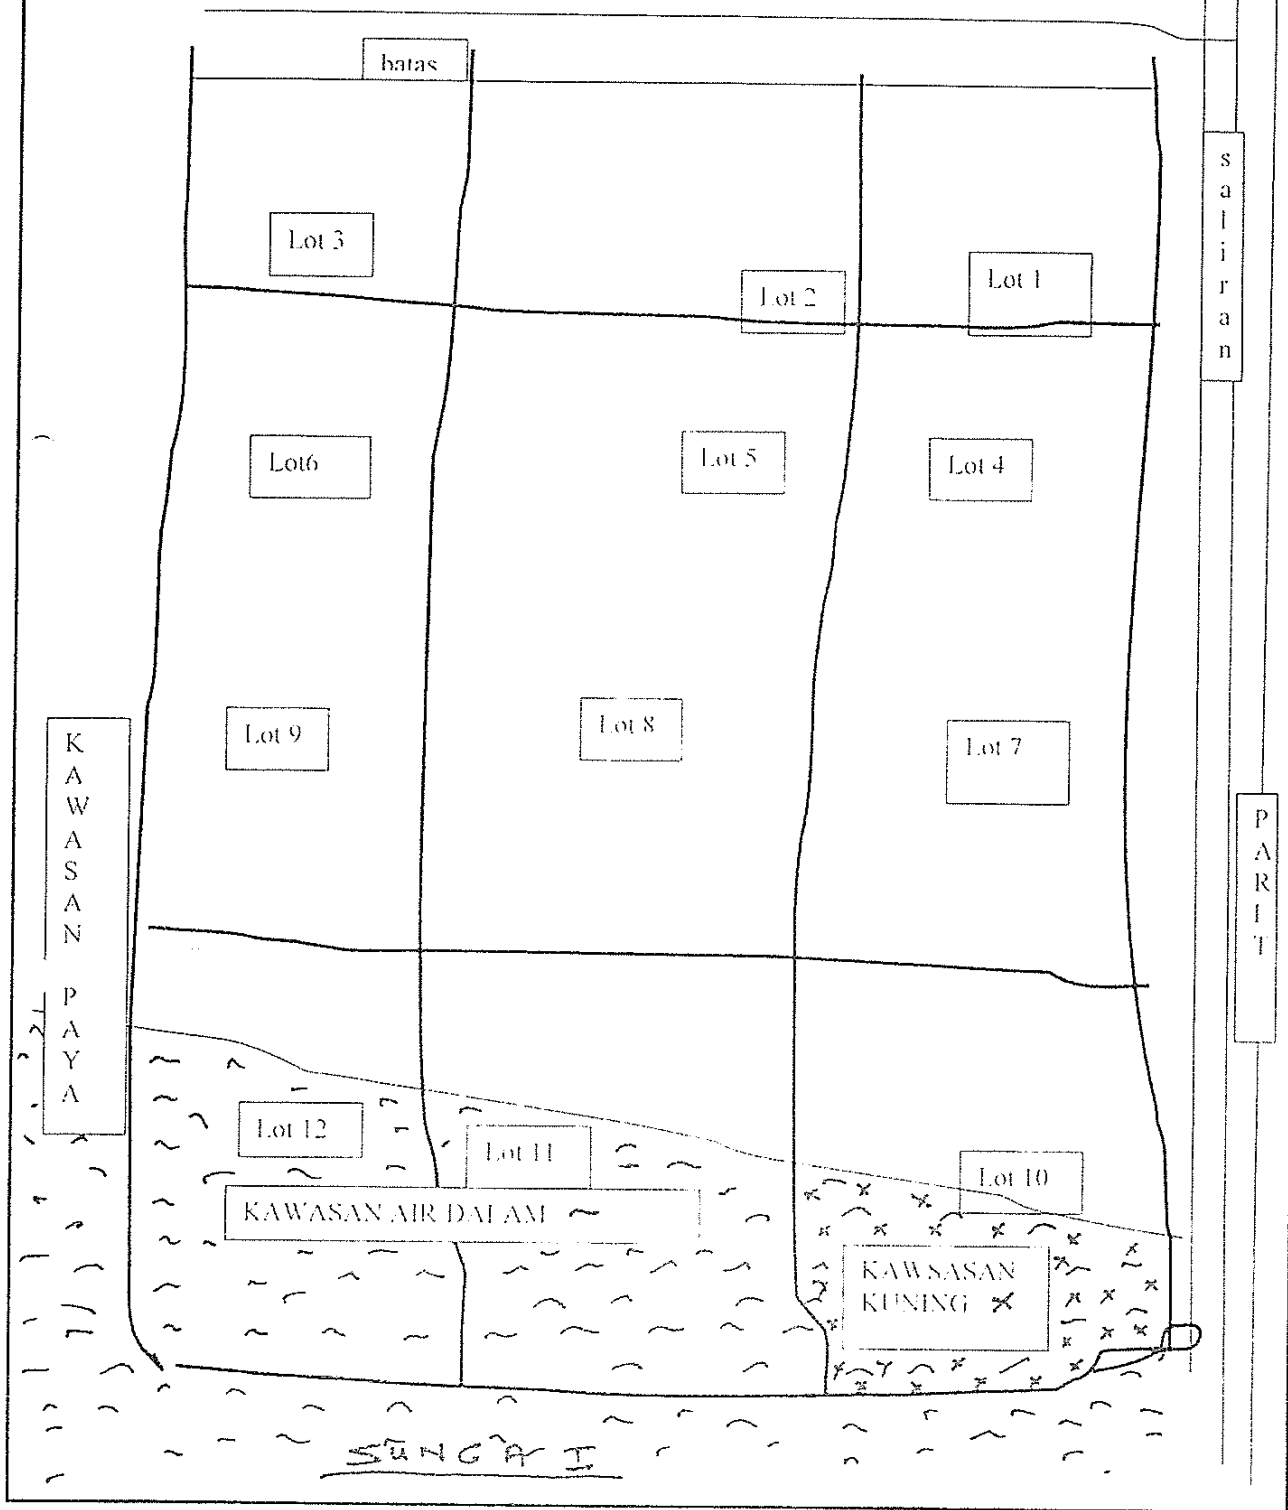 batas
saliran
Lot 3
Lot 2
Lot 1
Lot6
Lot 5
Lot 4
Lot 9
Lot 8
Lot 7
KAWASAN PAYA
PARIT
Lot 12
Lot 11
Lot 10
KAWASAN AIR DALAM ~
KAWSASAN
KUNING x
SUNGAI